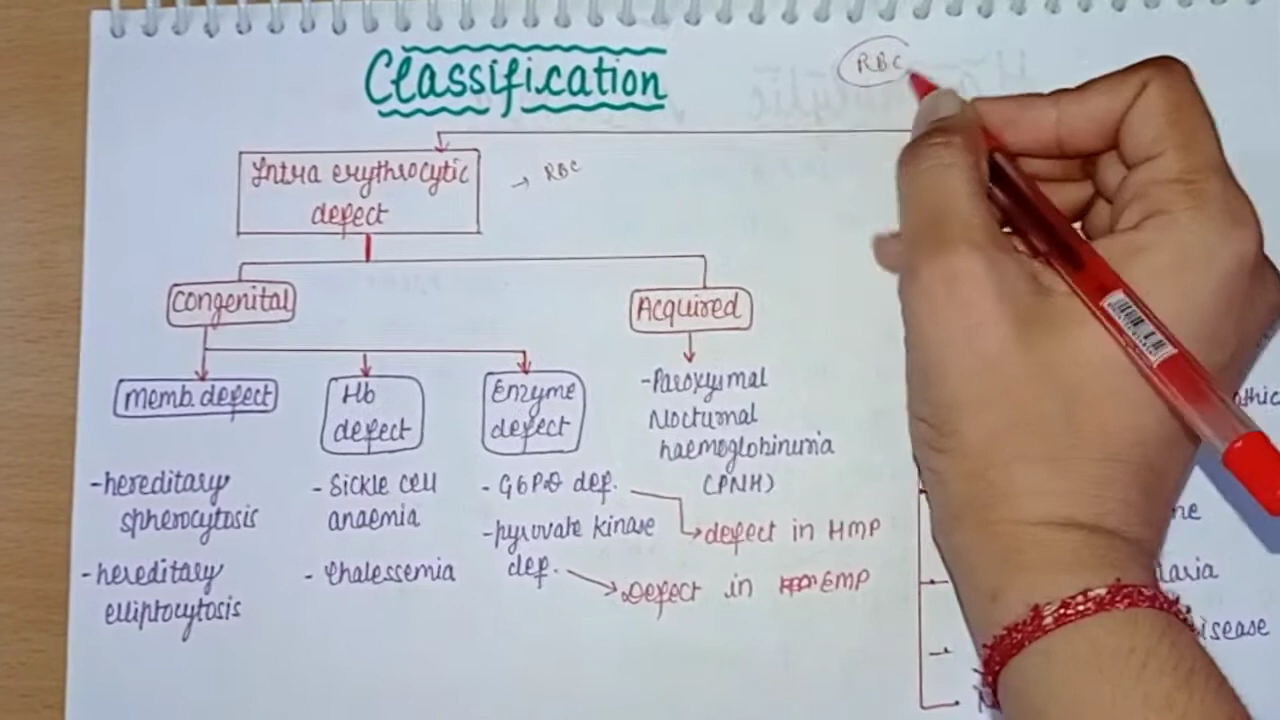 Classification
RBC
Intra erythrocytic
defect
→ RBC
Congenital
Acquired
memb. defect
Hb
defect
Enzyme
defect
-Paroxysmal
Nocturnal
haemoglobinuria
(PNH)
-hereditary
spherocytosis
-hereditary
elliptocytosis
- Sickle cell
anaemia
- thalessemia
- G6PD def.
-pyruvate kinase
def.
defect in HMP
Defect in EMP
isease